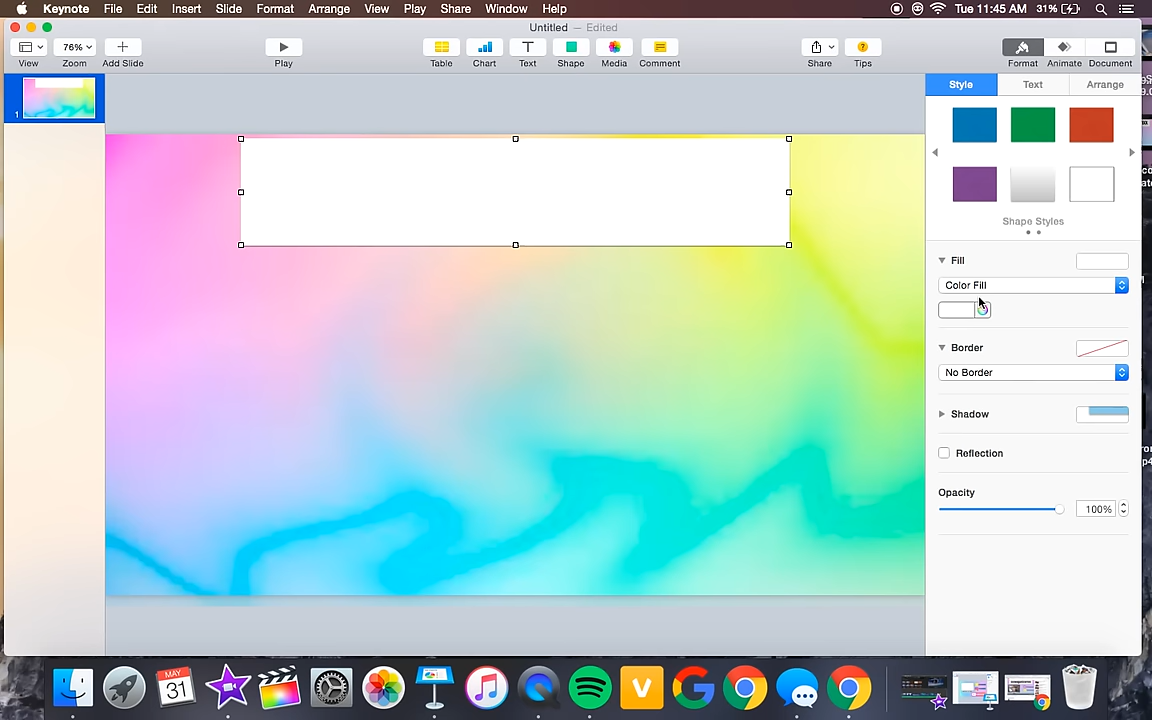 Keynote File Edit Insert Slide Format Arrange View Play Share Window Help Tue 11:45 AM 31%
Untitled — Edited
76%
View Zoom Add Slide Play Table Chart Text Shape Media Comment Share Tips Format Animate Document
Style Text Arrange
1
Shape Styles
Fill
Color Fill
Border
No Border
Shadow
Reflection
Opacity
100%
MAY
31
V